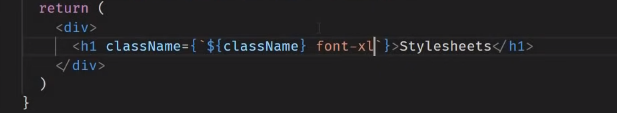 return (
<div>
<h1 className={`${className} font-xl`}>Stylesheets</h1>
</div>
)
}